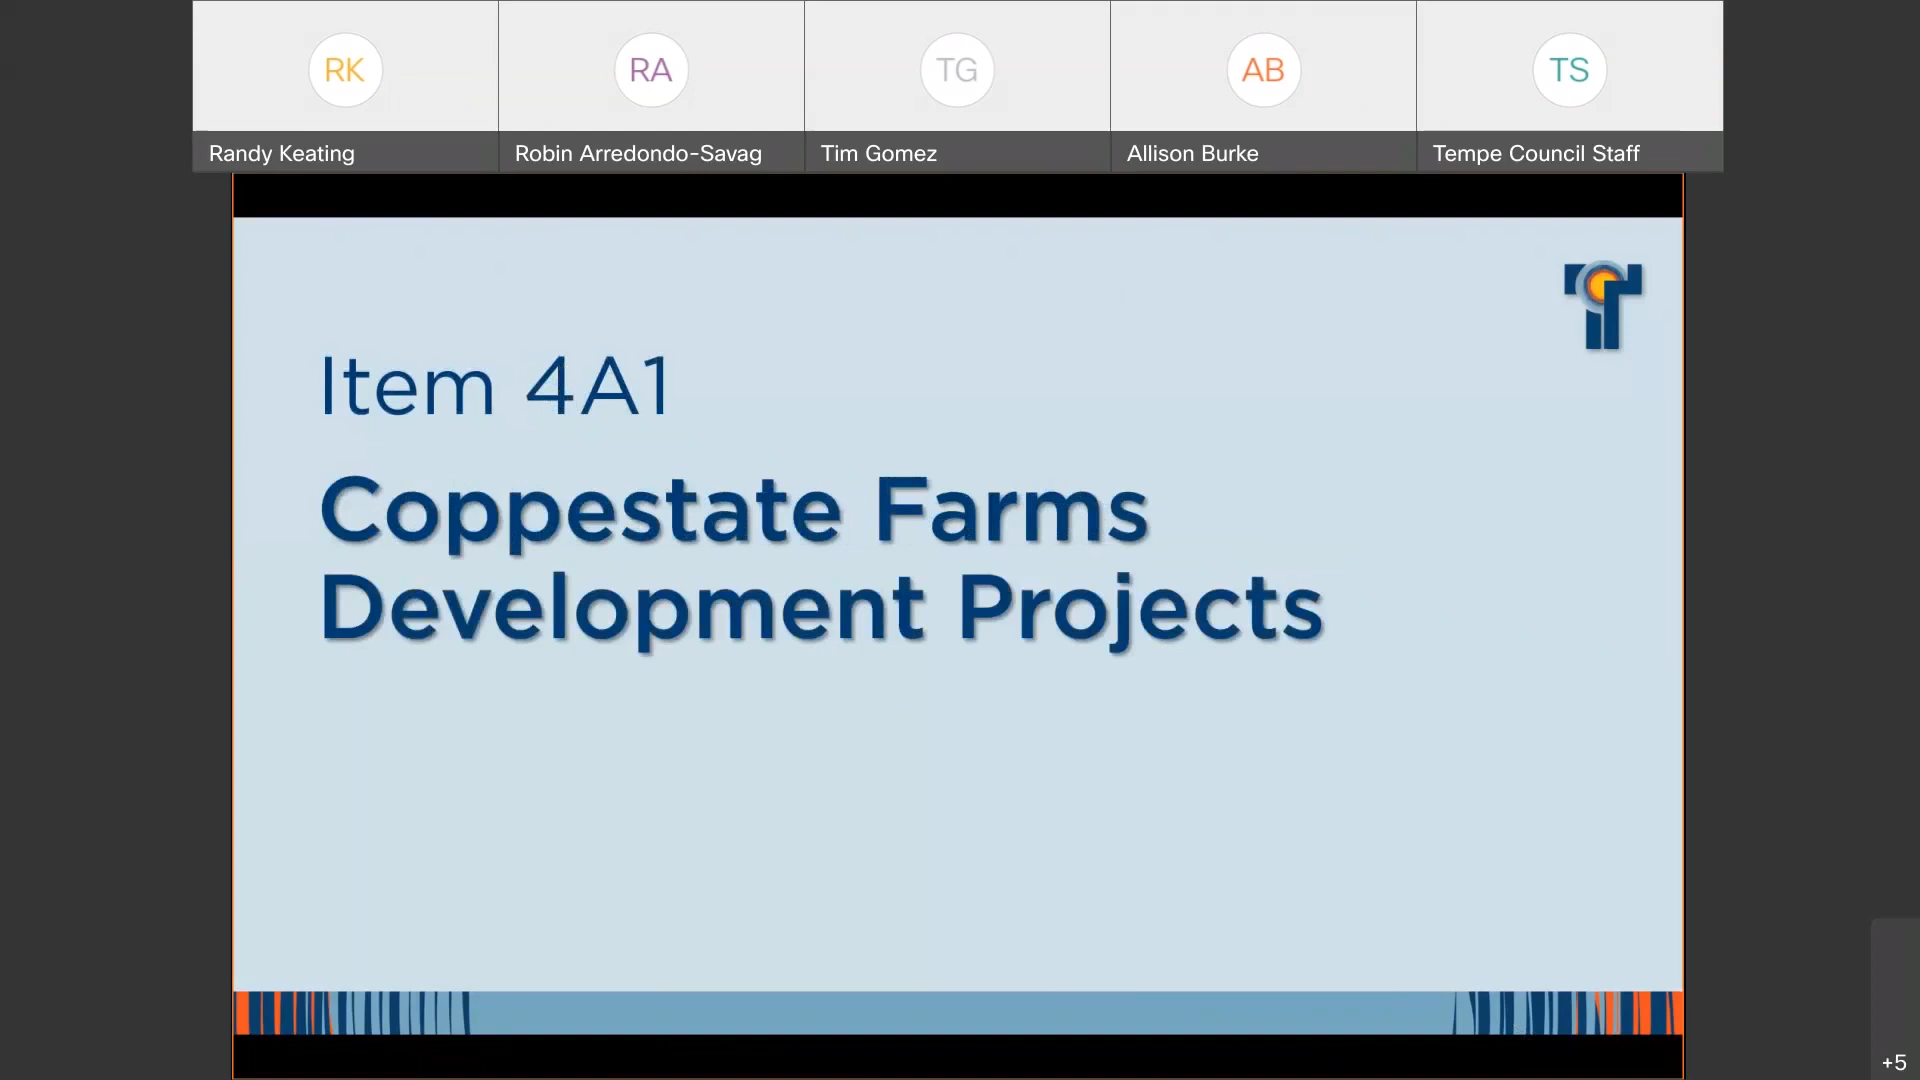 RK
RA
TG
AB
TS
Randy Keating
Robin Arredondo-Savag
Tim Gomez
Allison Burke
Tempe Council Staff
Item 4A1
Coppestate Farms
Development Projects
+5